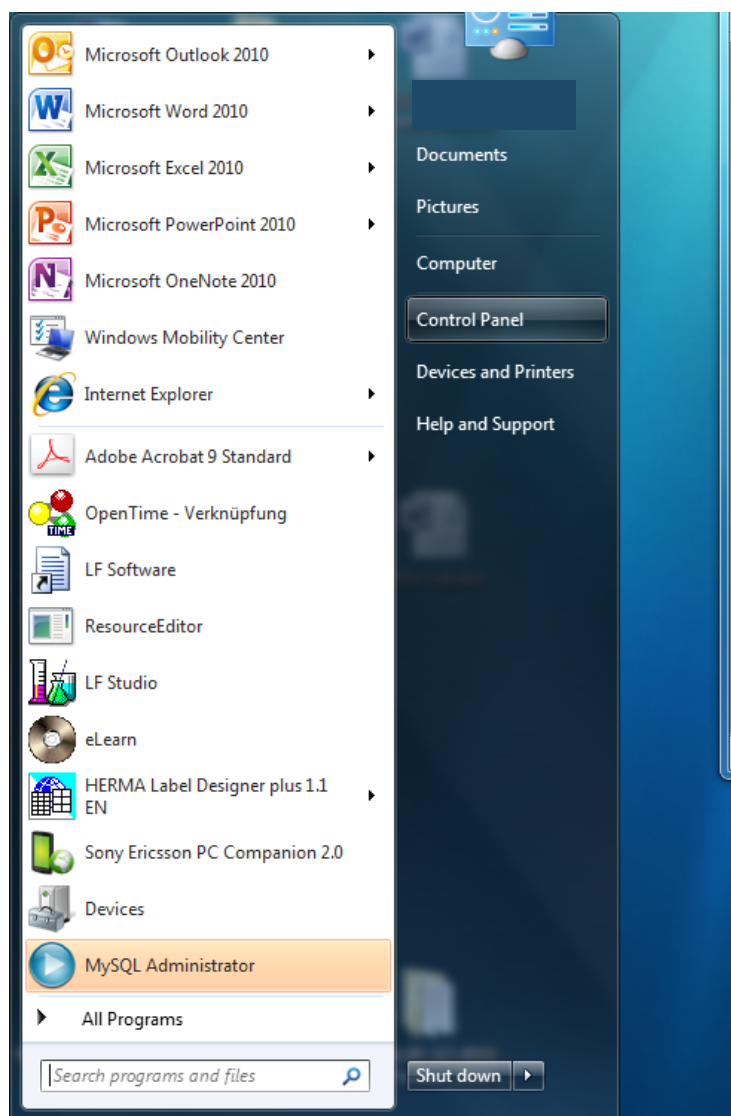 Microsoft Outlook 2010
Microsoft Word 2010
Microsoft Excel 2010
Microsoft PowerPoint 2010
Microsoft OneNote 2010
Windows Mobility Center
Internet Explorer
Adobe Acrobat 9 Standard
TIME
OpenTime - Verknüpfung
LF Software
ResourceEditor
LF Studio
eLearn
HERMA Label Designer plus 1.1
EN
Sony Ericsson PC Companion 2.0
Devices
MySQL Administrator
All Programs
Search programs and files
Documents
Pictures
Computer
Control Panel
Devices and Printers
Help and Support
Shut down